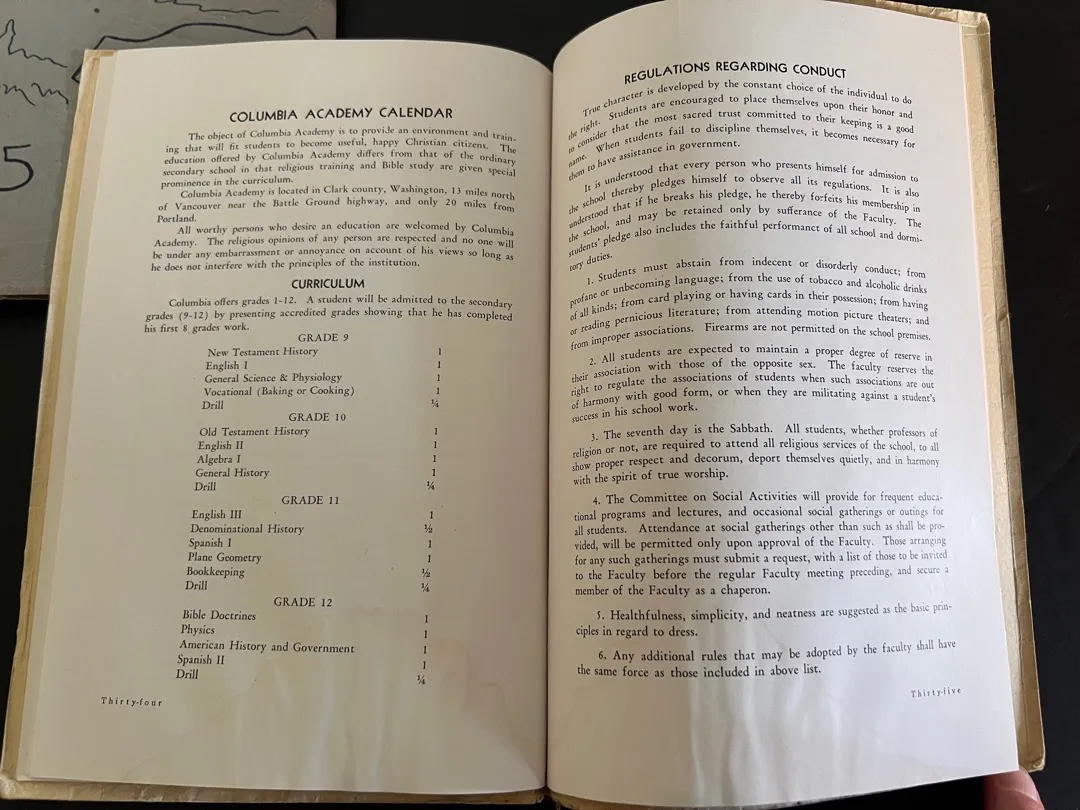 5
COLUMBIA ACADEMY CALENDAR
The object of Columbia Academy is to provide an environment and train-
ing that will fit students to become useful, happy Christian citizens. The
education offered by Columbia Academy differs from that of the ordinary
secondary school in that religious training and Bible study are given special
prominence in the curriculum.
Columbia Academy is located in Clark county, Washington, 13 miles north
of Vancouver near the Battle Ground highway, and only 20 miles from
Portland.
All worthy persons who desire an education are welcomed by Columbia
Academy. The religious opinions of any person are respected and no one will
be under any embarrassment or annoyance on account of his views so long as
he does not interfere with the principles of the institution.
CURRICULUM
Columbia offers grades 1-12. A student will be admitted to the secondary
grades (9-12) by presenting accredited grades showing that he has completed
his first 8 grades work.
GRADE 9
New Testament History 1
English I 1
General Science & Physiology 1
Vocational (Baking or Cooking) 1
Drill ¼
GRADE 10
Old Testament History 1
English II 1
Algebra I 1
General History 1
Drill ¼
GRADE 11
English III 1
Denominational History ½
Spanish I 1
Plane Geometry 1
Bookkeeping ½
Drill ¼
GRADE 12
Bible Doctrines 1
Physics 1
American History and Government 1
Spanish II 1
Drill ¼
Thirty-four
REGULATIONS REGARDING CONDUCT
True character is developed by the constant choice of the individual to do
the right. Students are encouraged to place themselves upon their honor and
to consider that the most sacred trust committed to their keeping is a good
name. When students fail to discipline themselves, it becomes necessary for
them to have assistance in government.
It is understood that every person who presents himself for admission to
the school thereby pledges himself to observe all its regulations. It is also
understood that if he breaks his pledge, he thereby forfeits his membership in
the school, and may be retained only by sufferance of the Faculty. The
students' pledge also includes the faithful performance of all school and dormi-
tory duties.
1. Students must abstain from indecent or disorderly conduct; from
profane or unbecoming language; from the use of tobacco and alcoholic drinks
of all kinds; from card playing or having cards in their possession; from having
or reading pernicious literature; from attending motion picture theaters; and
from improper associations. Firearms are not permitted on the school premises.
2. All students are expected to maintain a proper degree of reserve in
their association with those of the opposite sex. The faculty reserves the
right to regulate the associations of students when such associations are out
of harmony with good form, or when they are militating against a student's
success in his school work.
3. The seventh day is the Sabbath. All students, whether professors of
religion or not, are required to attend all religious services of the school, to all
show proper respect and decorum, deport themselves quietly, and in harmony
with the spirit of true worship.
4. The Committee on Social Activities will provide for frequent educa-
tional programs and lectures, and occasional social gatherings or outings for
all students. Attendance at social gatherings other than such as shall be pro-
vided, will be permitted only upon approval of the Faculty. Those arranging
for any such gatherings must submit a request, with a list of those to be invited
to the Faculty before the regular Faculty meeting preceding, and secure a
member of the Faculty as a chaperon.
5. Healthfulness, simplicity, and neatness are suggested as the basic prin-
ciples in regard to dress.
6. Any additional rules that may be adopted by the faculty shall have
the same force as those included in above list.
Thirty-five